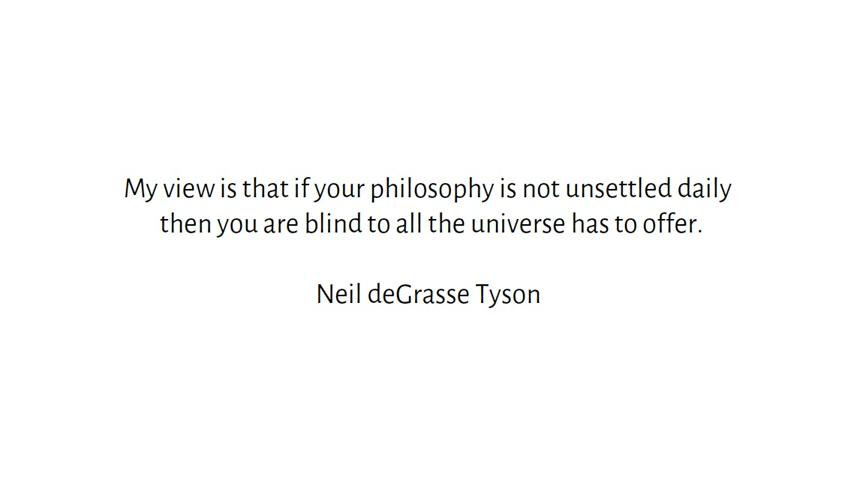 My view is that if your philosophy is not unsettled daily
then you are blind to all the universe has to offer.
Neil deGrasse Tyson